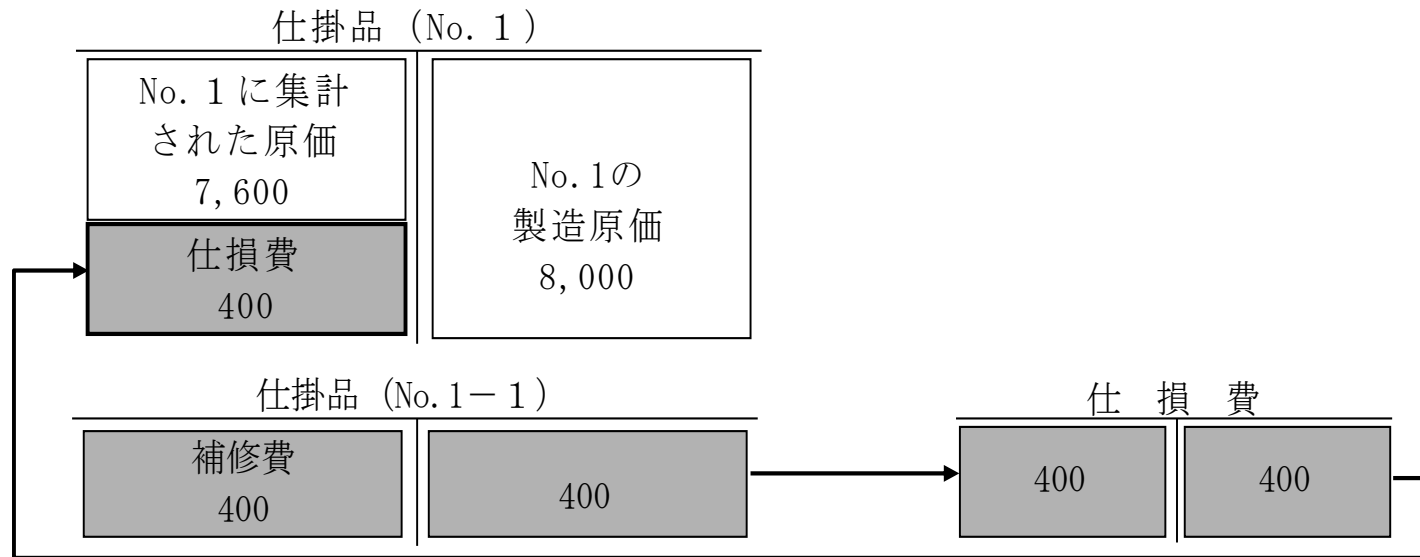 仕掛品（No.１）
No.１に集計
された原価
7,600
No.1の
製造原価
8,000
仕損費
400
仕掛品（No.1－１）
補修費
400
400
仕　損　費
400
400